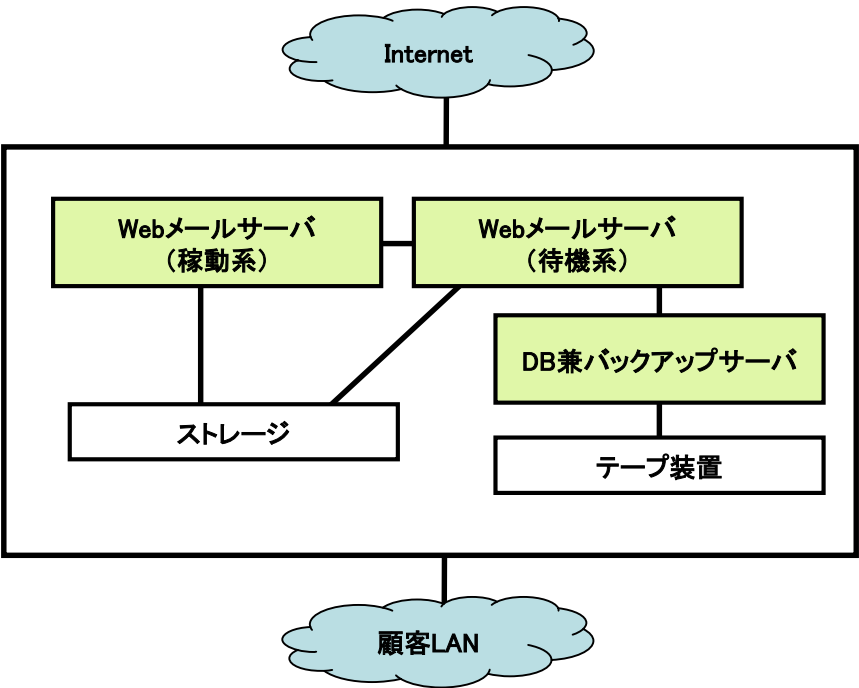 Internet
Webメールサーバ
（稼動系）
Webメールサーバ
（待機系）
DB兼バックアップサーバ
ストレージ
テープ装置
顧客LAN